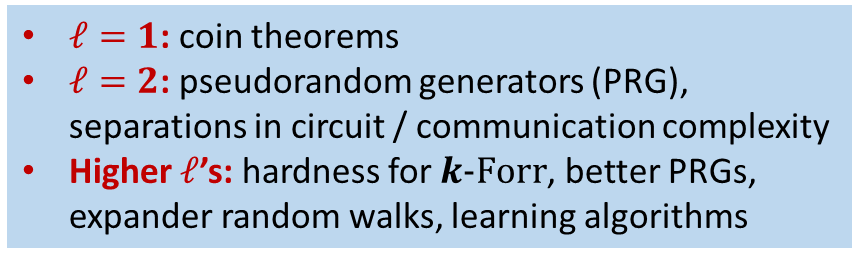 • ℓ = 1: coin theorems
• ℓ = 2: pseudorandom generators (PRG),
separations in circuit / communication complexity
• Higher ℓ's: hardness for k-Forr, better PRGs,
expander random walks, learning algorithms